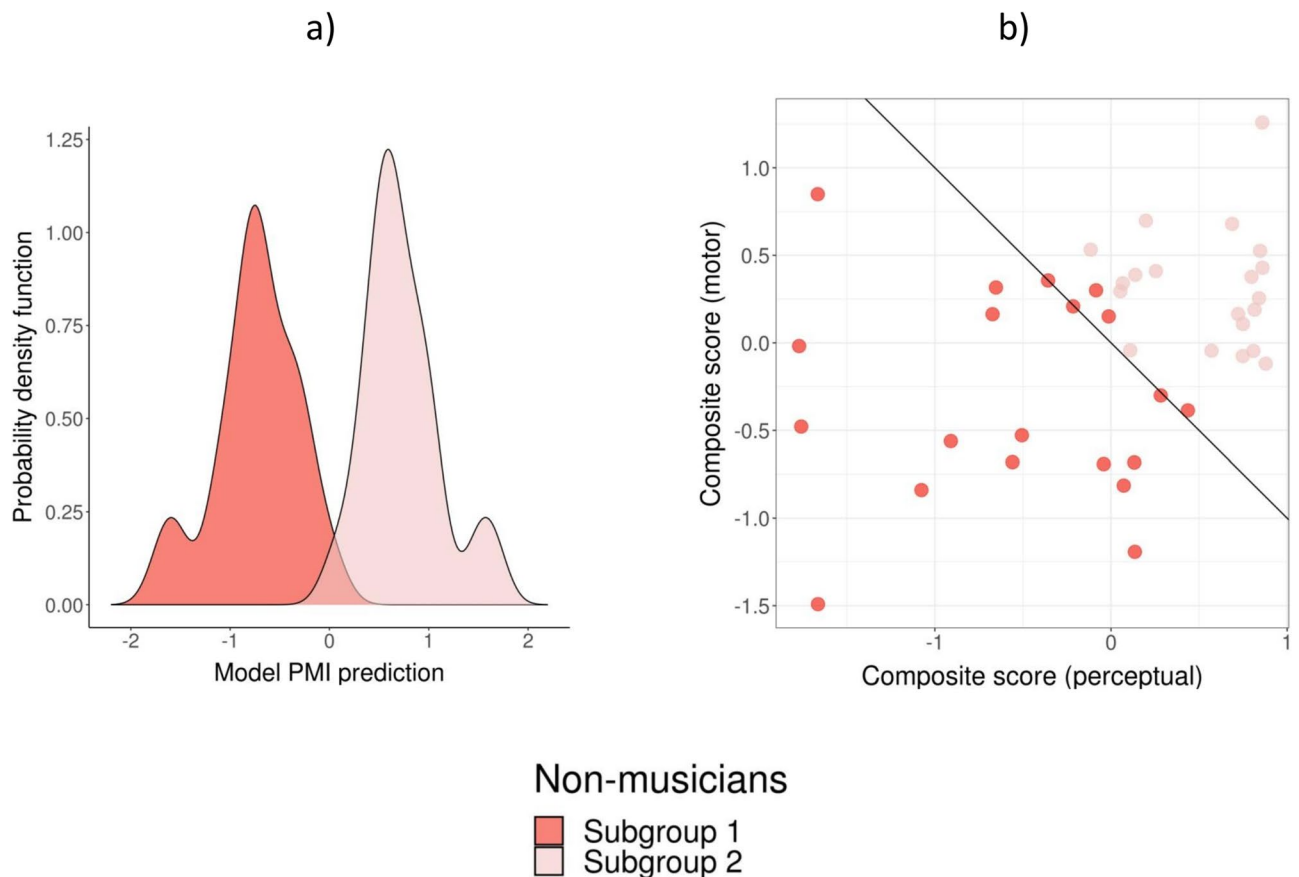 a)
b)
1.25
1.00
0.75
0.50
0.25
0.00
Probability density function
-2 -1 0 1 2
Model PMI prediction
1.0
0.5
0.0
-0.5
-1.0
-1.5
Composite score (motor)
-1 0 1
Composite score (perceptual)
Non-musicians
Subgroup 1
Subgroup 2